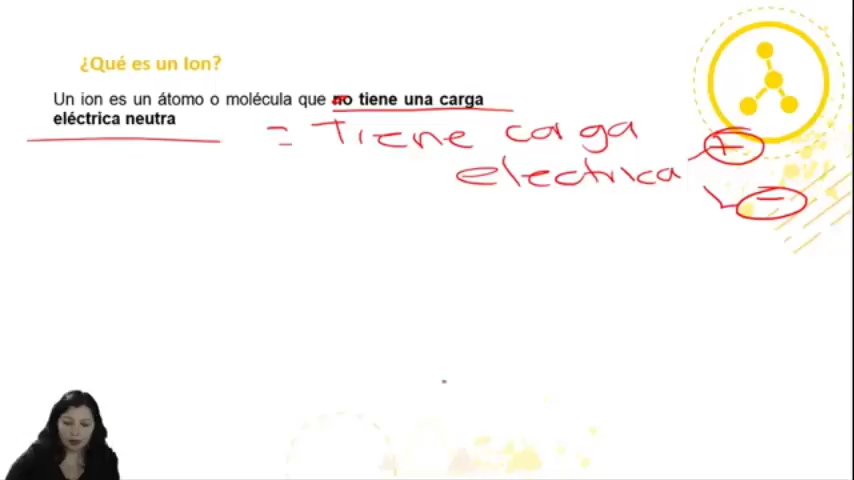 ¿Qué es un Ion?
Un ion es un átomo o molécula que no tiene una carga
eléctrica neutra
= Tiene carga
electrica +
-